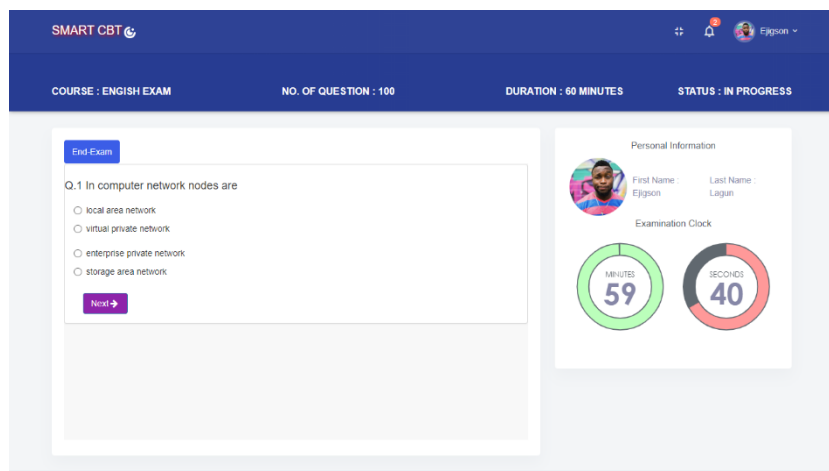 SMART CBT
2
Ejigson
COURSE : ENGISH EXAM NO. OF QUESTION : 100 DURATION : 60 MINUTES STATUS : IN PROGRESS
End-Exam
Q.1 In computer network nodes are
local area network
virtual private network
enterprise private network
storage area network
Next
Personal Information
First Name : Last Name :
Ejigson Lagun
Examination Clock
MINUTES SECONDS
59 40